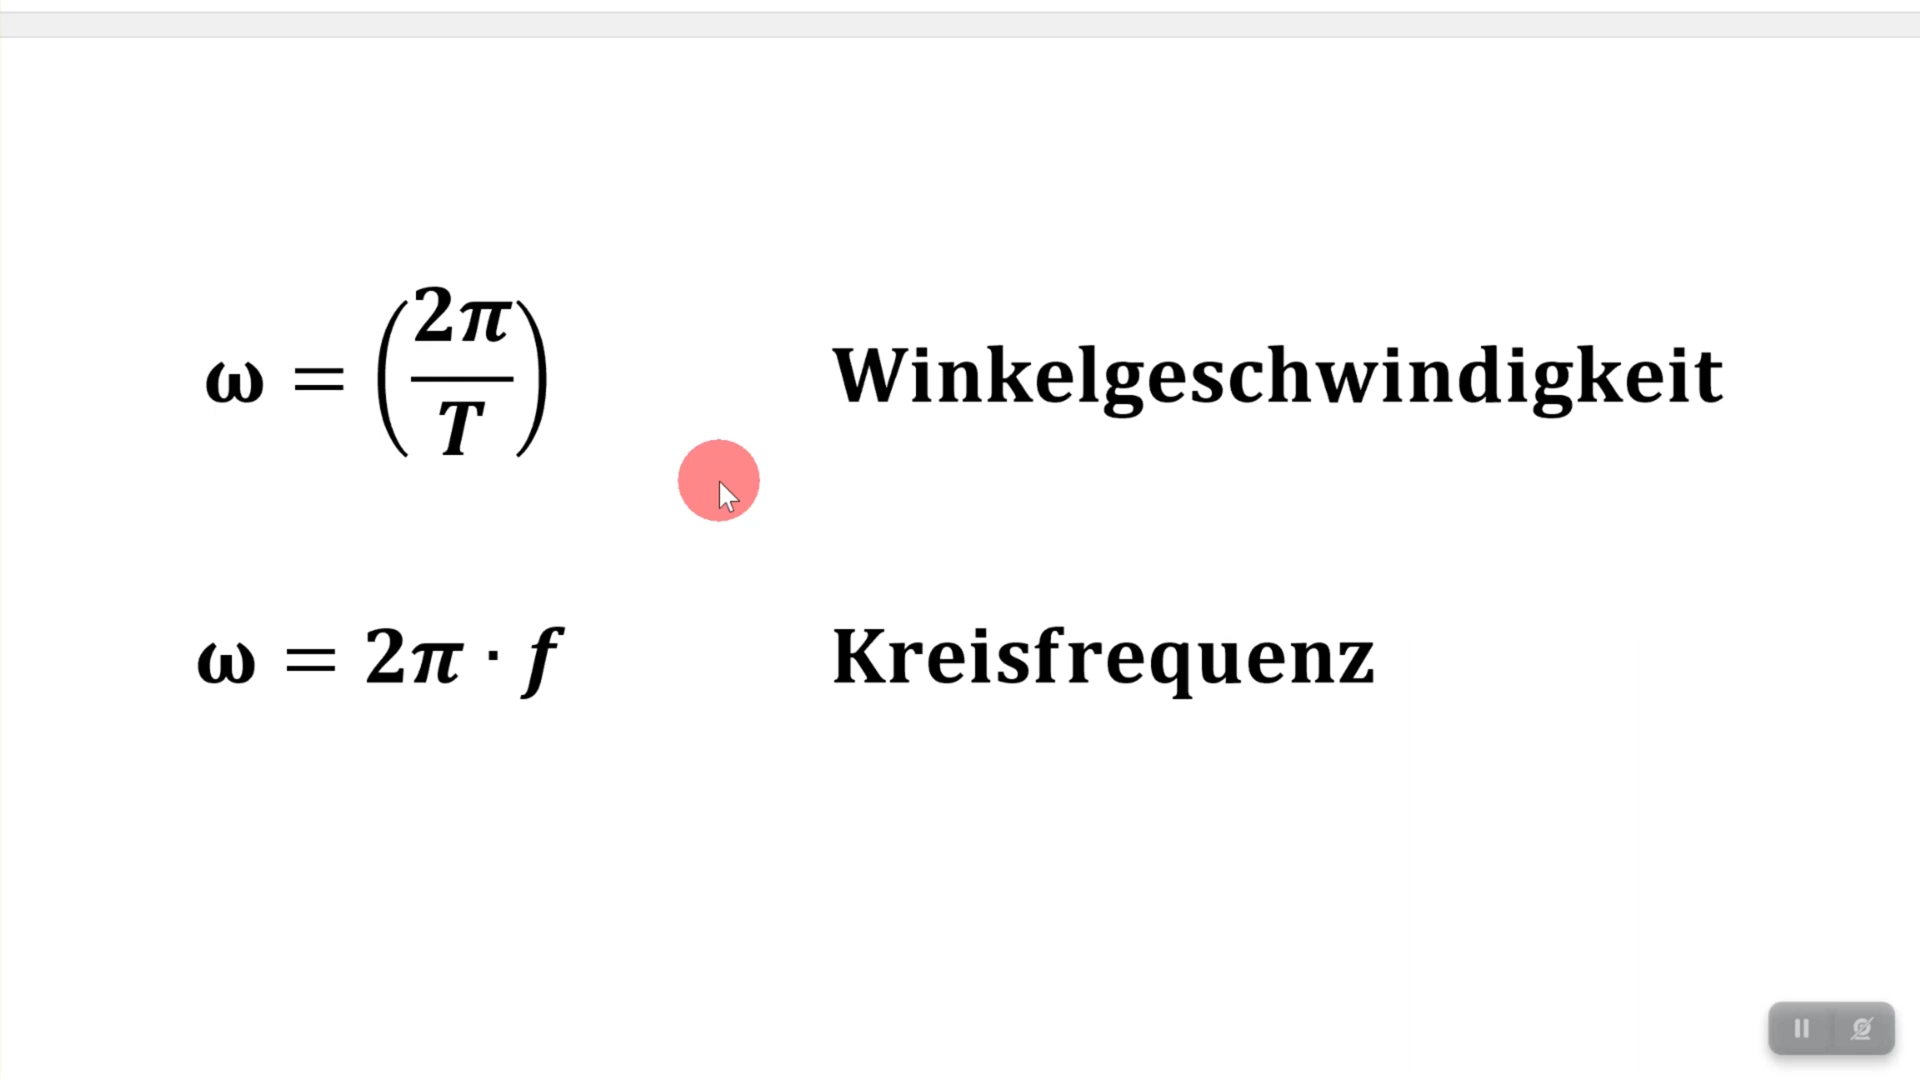 ω = (2π/T) Winkelgeschwindigkeit
ω = 2π · f Kreisfrequenz